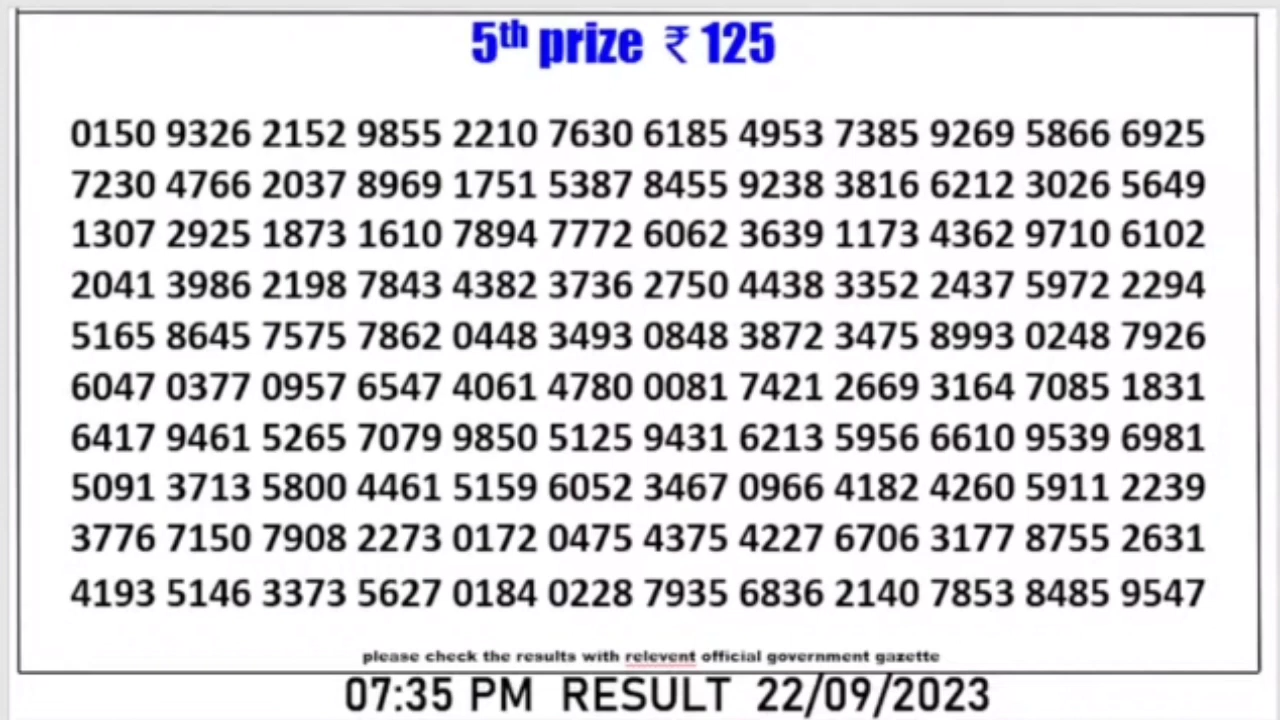 5th prize ₹ 125
0150 9326 2152 9855 2210 7630 6185 4953 7385 9269 5866 6925
7230 4766 2037 8969 1751 5387 8455 9238 3816 6212 3026 5649
1307 2925 1873 1610 7894 7772 6062 3639 1173 4362 9710 6102
2041 3986 2198 7843 4382 3736 2750 4438 3352 2437 5972 2294
5165 8645 7575 7862 0448 3493 0848 3872 3475 8993 0248 7926
6047 0377 0957 6547 4061 4780 0081 7421 2669 3164 7085 1831
6417 9461 5265 7079 9850 5125 9431 6213 5956 6610 9539 6981
5091 3713 5800 4461 5159 6052 3467 0966 4182 4260 5911 2239
3776 7150 7908 2273 0172 0475 4375 4227 6706 3177 8755 2631
4193 5146 3373 5627 0184 0228 7935 6836 2140 7853 8485 9547
please check the results with relevent official government gazette
07:35 PM RESULT 22/09/2023